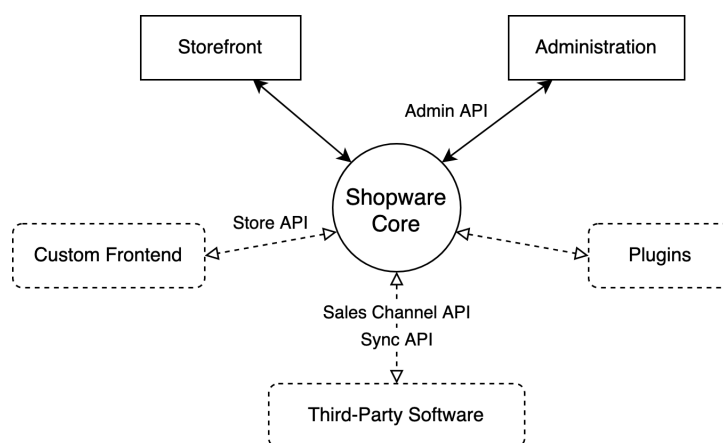 Storefront
Administration
Admin API
Shopware
Core
Store API
Custom Frontend
Plugins
Sales Channel API
Sync API
Third-Party Software